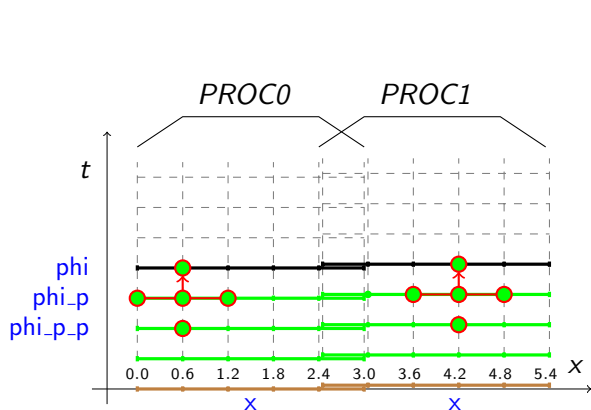 PROC0 PROC1
t
phi
phi_p
phi_p_p
0.0 0.6 1.2 1.8 2.4 3.0 3.6 4.2 4.8 5.4 x
x x